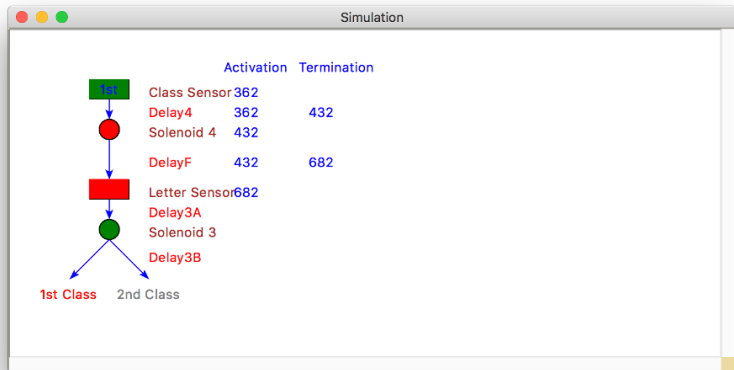 Simulation
Activation Termination
1st Class Sensor 362
Delay4 362 432
Solenoid 4 432
DelayF 432 682
Letter Sensor 682
Delay3A
Solenoid 3
Delay3B
1st Class 2nd Class